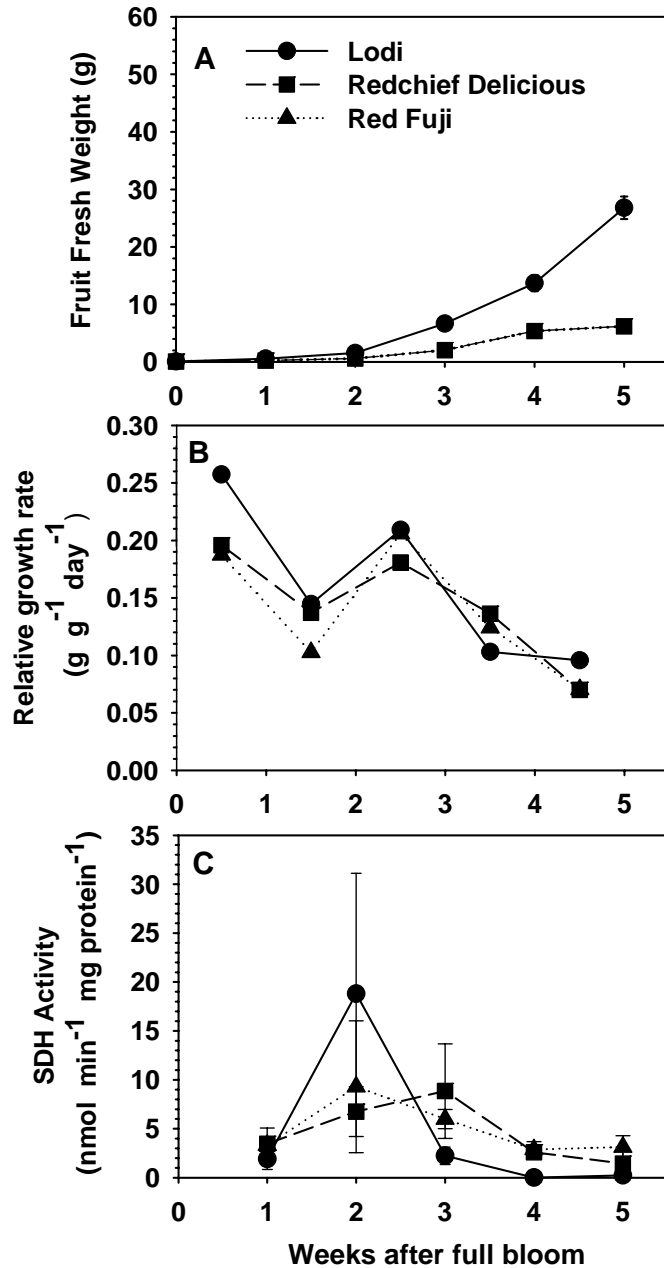 60
50
40
30
20
10
0
Fruit Fresh Weight (g)
A
Lodi
Redchief Delicious
Red Fuji
0 1 2 3 4 5
0.30
0.25
0.20
0.15
0.10
0.05
0.00
Relative growth rate
(g g⁻¹ day⁻¹)
B
0 1 2 3 4 5
35
30
25
20
15
10
5
0
SDH Activity
(nmol min⁻¹ mg protein⁻¹)
C
0 1 2 3 4 5
Weeks after full bloom